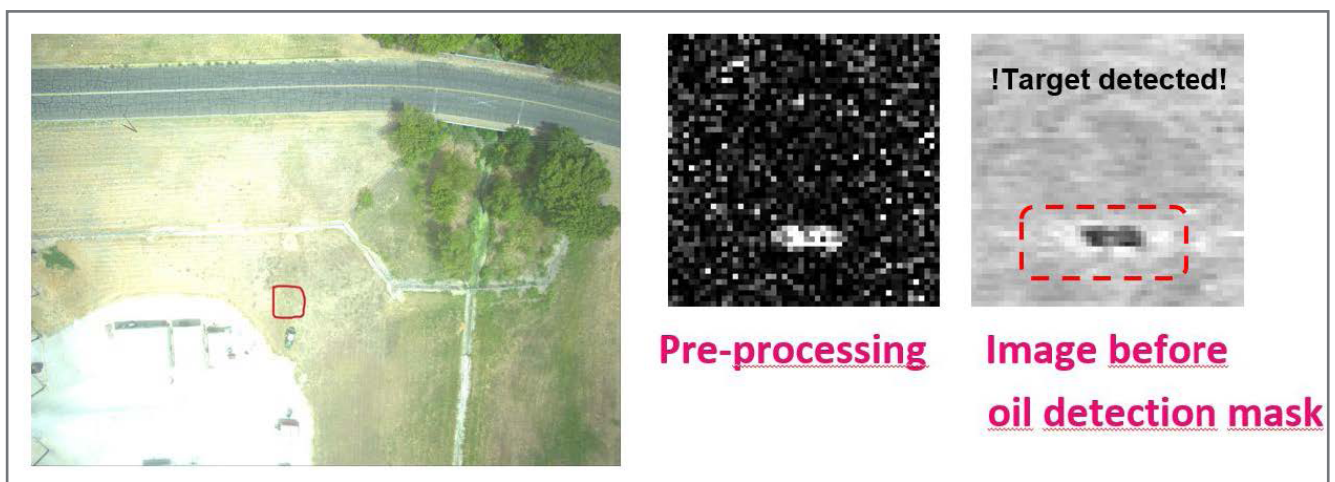 !Target detected!
Pre-processing
Image before
oil detection mask